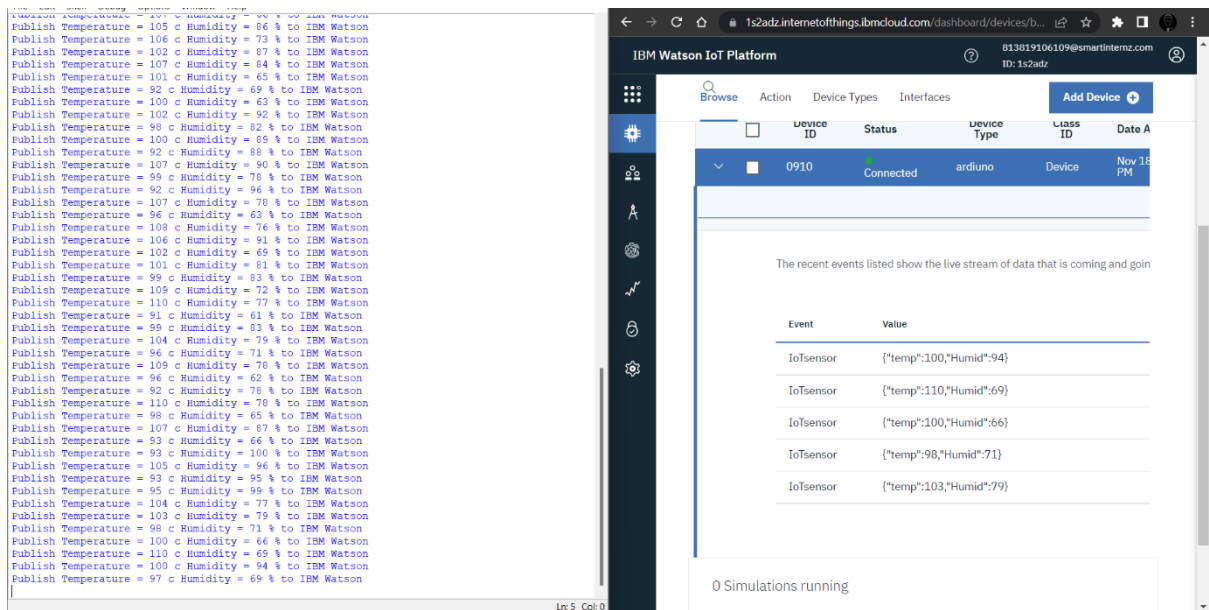 File Edit Shell Debug Options Window Help
Publish Temperature = 107 c Humidity = 60 % to IBM Watson
Publish Temperature = 105 c Humidity = 86 % to IBM Watson
Publish Temperature = 106 c Humidity = 73 % to IBM Watson
Publish Temperature = 102 c Humidity = 87 % to IBM Watson
Publish Temperature = 107 c Humidity = 84 % to IBM Watson
Publish Temperature = 101 c Humidity = 65 % to IBM Watson
Publish Temperature = 92 c Humidity = 69 % to IBM Watson
Publish Temperature = 100 c Humidity = 63 % to IBM Watson
Publish Temperature = 102 c Humidity = 92 % to IBM Watson
Publish Temperature = 98 c Humidity = 82 % to IBM Watson
Publish Temperature = 100 c Humidity = 89 % to IBM Watson
Publish Temperature = 92 c Humidity = 88 % to IBM Watson
Publish Temperature = 107 c Humidity = 90 % to IBM Watson
Publish Temperature = 99 c Humidity = 78 % to IBM Watson
Publish Temperature = 92 c Humidity = 96 % to IBM Watson
Publish Temperature = 107 c Humidity = 78 % to IBM Watson
Publish Temperature = 96 c Humidity = 63 % to IBM Watson
Publish Temperature = 108 c Humidity = 76 % to IBM Watson
Publish Temperature = 106 c Humidity = 91 % to IBM Watson
Publish Temperature = 102 c Humidity = 69 % to IBM Watson
Publish Temperature = 101 c Humidity = 81 % to IBM Watson
Publish Temperature = 99 c Humidity = 83 % to IBM Watson
Publish Temperature = 109 c Humidity = 72 % to IBM Watson
Publish Temperature = 110 c Humidity = 77 % to IBM Watson
Publish Temperature = 91 c Humidity = 61 % to IBM Watson
Publish Temperature = 99 c Humidity = 83 % to IBM Watson
Publish Temperature = 104 c Humidity = 79 % to IBM Watson
Publish Temperature = 96 c Humidity = 71 % to IBM Watson
Publish Temperature = 109 c Humidity = 78 % to IBM Watson
Publish Temperature = 96 c Humidity = 62 % to IBM Watson
Publish Temperature = 92 c Humidity = 78 % to IBM Watson
Publish Temperature = 110 c Humidity = 78 % to IBM Watson
Publish Temperature = 98 c Humidity = 65 % to IBM Watson
Publish Temperature = 107 c Humidity = 87 % to IBM Watson
Publish Temperature = 93 c Humidity = 66 % to IBM Watson
Publish Temperature = 93 c Humidity = 100 % to IBM Watson
Publish Temperature = 105 c Humidity = 96 % to IBM Watson
Publish Temperature = 93 c Humidity = 95 % to IBM Watson
Publish Temperature = 95 c Humidity = 99 % to IBM Watson
Publish Temperature = 104 c Humidity = 77 % to IBM Watson
Publish Temperature = 103 c Humidity = 79 % to IBM Watson
Publish Temperature = 98 c Humidity = 71 % to IBM Watson
Publish Temperature = 100 c Humidity = 66 % to IBM Watson
Publish Temperature = 110 c Humidity = 69 % to IBM Watson
Publish Temperature = 100 c Humidity = 94 % to IBM Watson
Publish Temperature = 97 c Humidity = 69 % to IBM Watson
Ln: 5 Col: 0
1s2adz.internetofthings.ibmcloud.com/dashboard/devices/b...
IBM Watson IoT Platform
813819106109@smartinternz.com
ID: 1s2adz
Browse Action Device Types Interfaces Add Device
Device ID Status Device Type Class ID Date A
0910 Connected ardiuno Device Nov 18 PM
The recent events listed show the live stream of data that is coming and goin
Event Value
IoTsensor {"temp":100,"Humid":94}
IoTsensor {"temp":110,"Humid":69}
IoTsensor {"temp":100,"Humid":66}
IoTsensor {"temp":98,"Humid":71}
IoTsensor {"temp":103,"Humid":79}
0 Simulations running